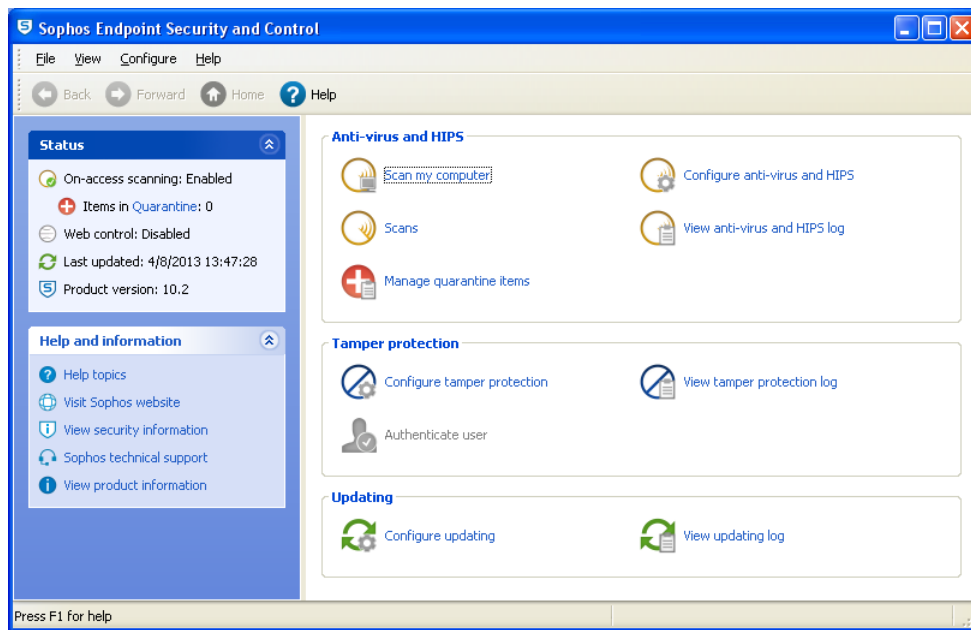 Sophos Endpoint Security and Control
File View Configure Help
Back Forward Home Help
Status
On-access scanning: Enabled
Items in Quarantine: 0
Web control: Disabled
Last updated: 4/8/2013 13:47:28
Product version: 10.2
Help and information
Help topics
Visit Sophos website
View security information
Sophos technical support
View product information
Anti-virus and HIPS
Scan my computer
Configure anti-virus and HIPS
Scans
View anti-virus and HIPS log
Manage quarantine items
Tamper protection
Configure tamper protection
View tamper protection log
Authenticate user
Updating
Configure updating
View updating log
Press F1 for help